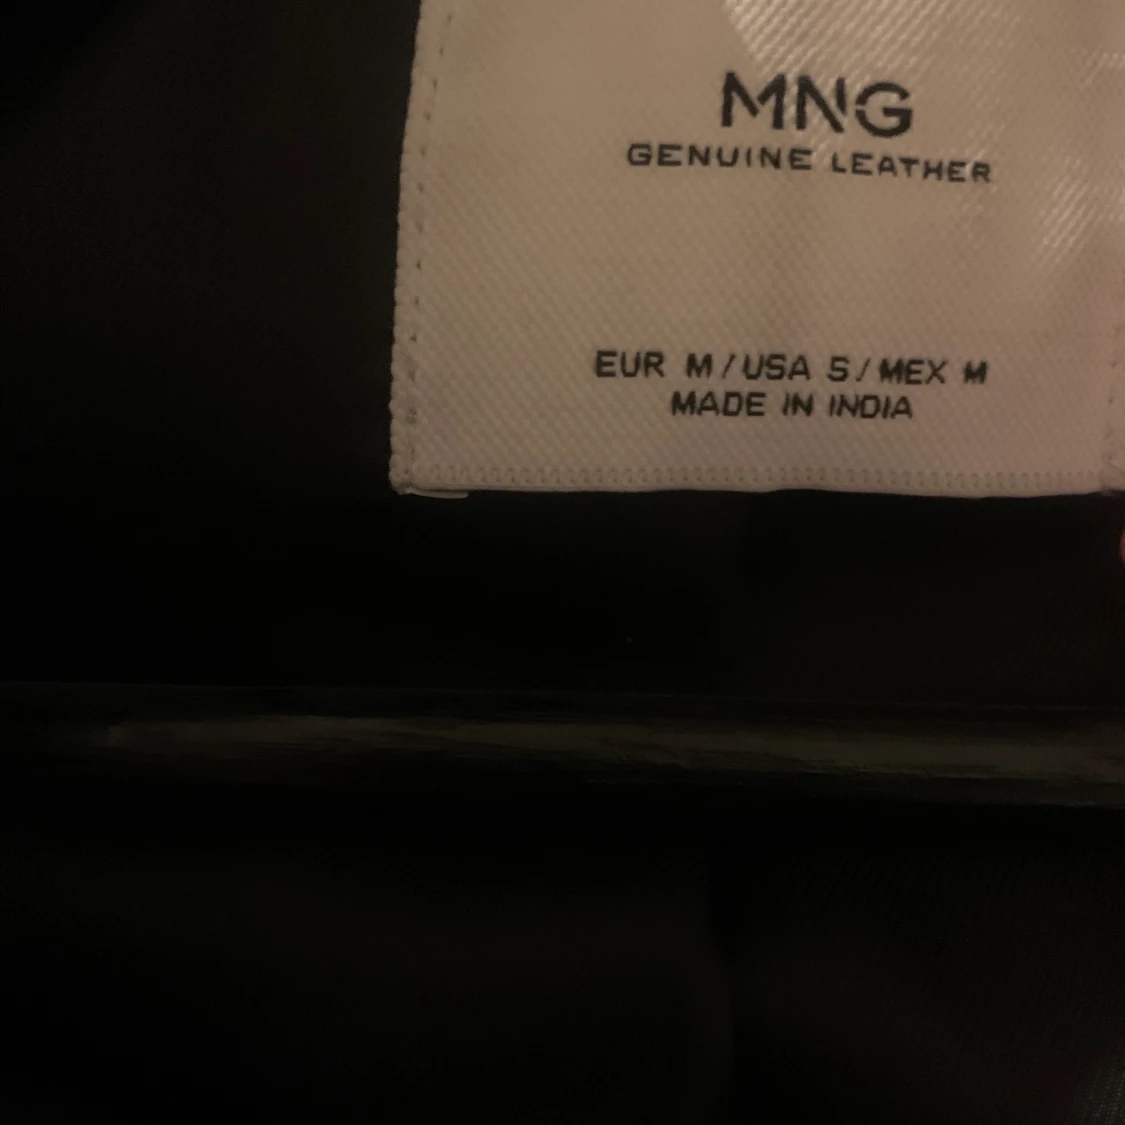 MNG
GENUINE LEATHER
EUR M / USA S / MEX M
MADE IN INDIA